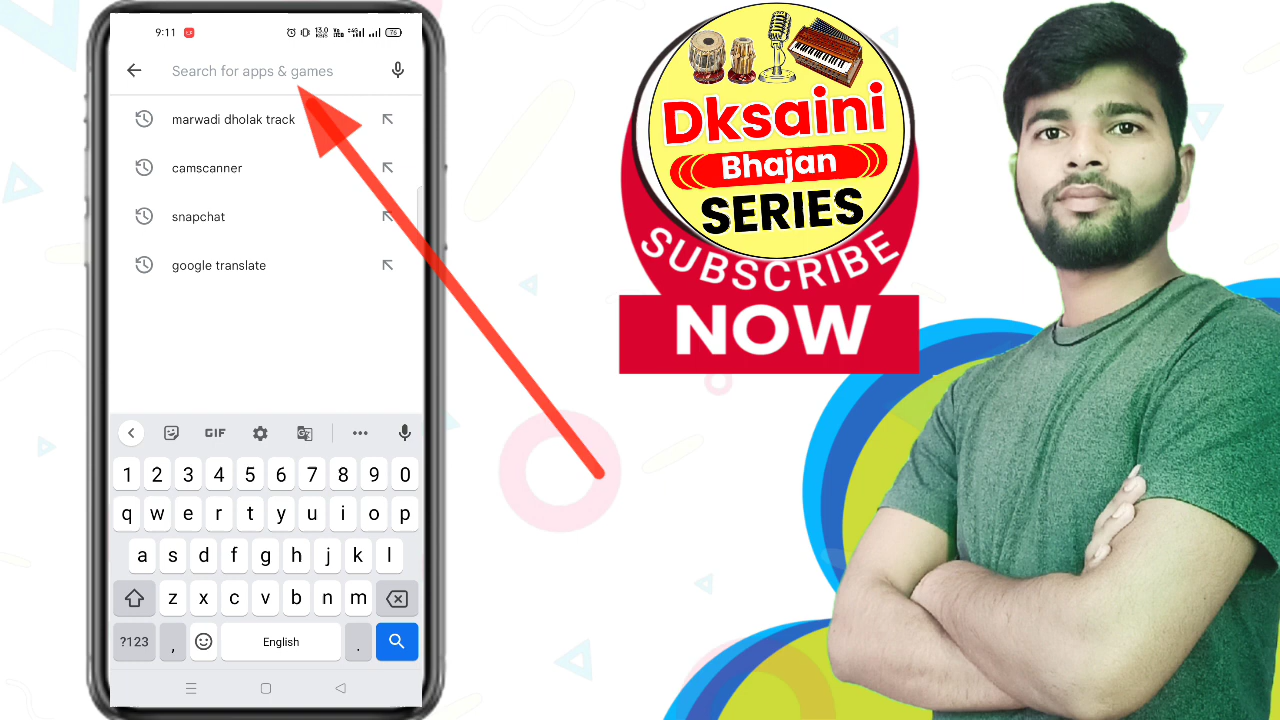 9:11
Search for apps & games
marwadi dholak track
camscanner
snapchat
google translate
GIF
1 2 3 4 5 6 7 8 9 0
q w e r t y u i o p
a s d f g h j k l
z x c v b n m
?123 , English .
Dksaini
Bhajan
SERIES
SUBSCRIBE
NOW